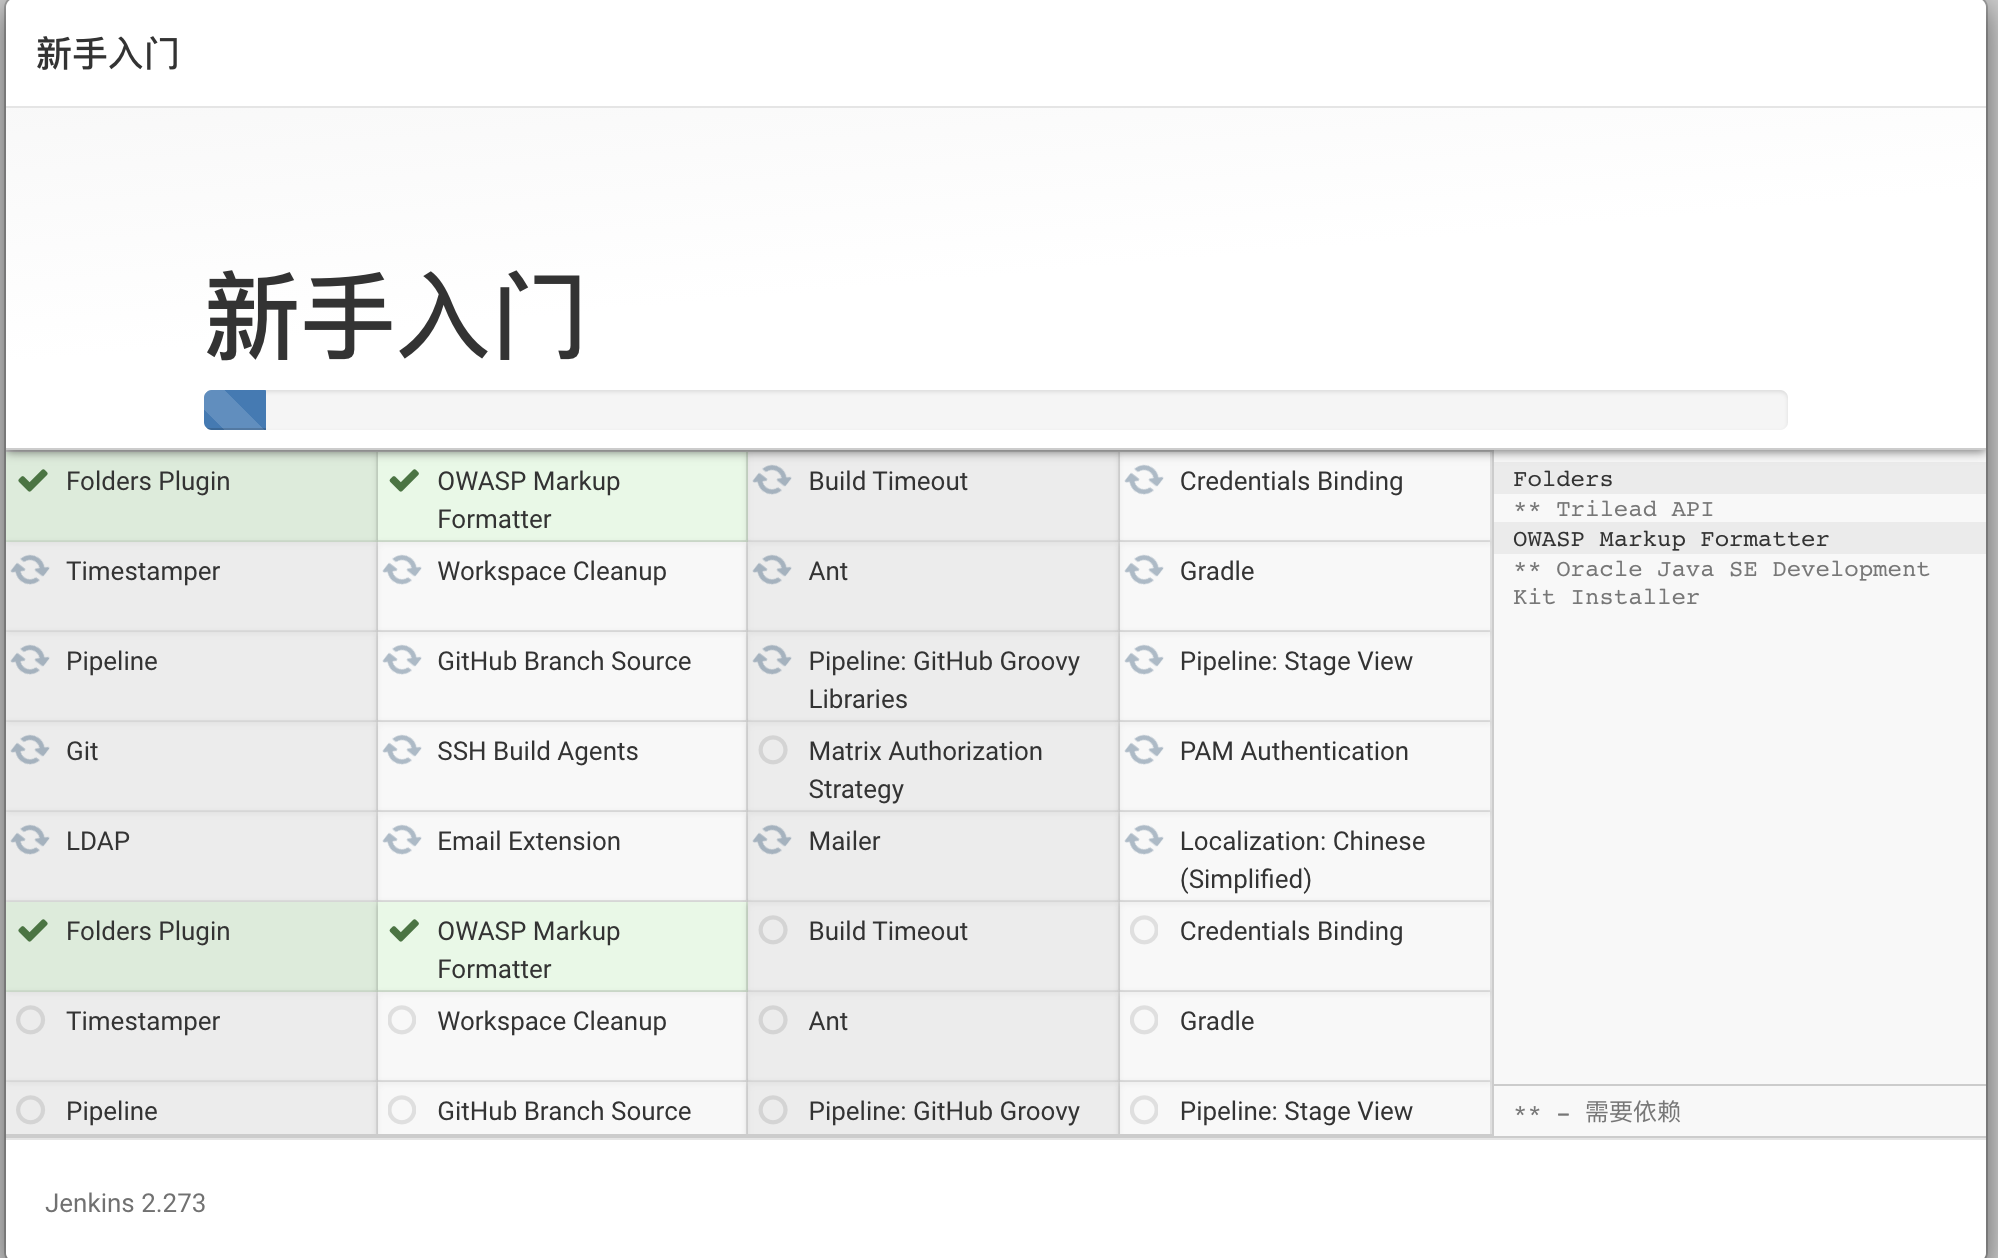 新手入门
新手入门
Folders Plugin
OWASP Markup
Formatter
Build Timeout
Credentials Binding
Timestamper
Workspace Cleanup
Ant
Gradle
Pipeline
GitHub Branch Source
Pipeline: GitHub Groovy
Libraries
Pipeline: Stage View
Git
SSH Build Agents
Matrix Authorization
Strategy
PAM Authentication
LDAP
Email Extension
Mailer
Localization: Chinese
(Simplified)
Folders Plugin
OWASP Markup
Formatter
Build Timeout
Credentials Binding
Timestamper
Workspace Cleanup
Ant
Gradle
Pipeline
GitHub Branch Source
Pipeline: GitHub Groovy
Pipeline: Stage View
Folders
** Trilead API
OWASP Markup Formatter
** Oracle Java SE Development
Kit Installer
** - 需要依赖
Jenkins 2.273